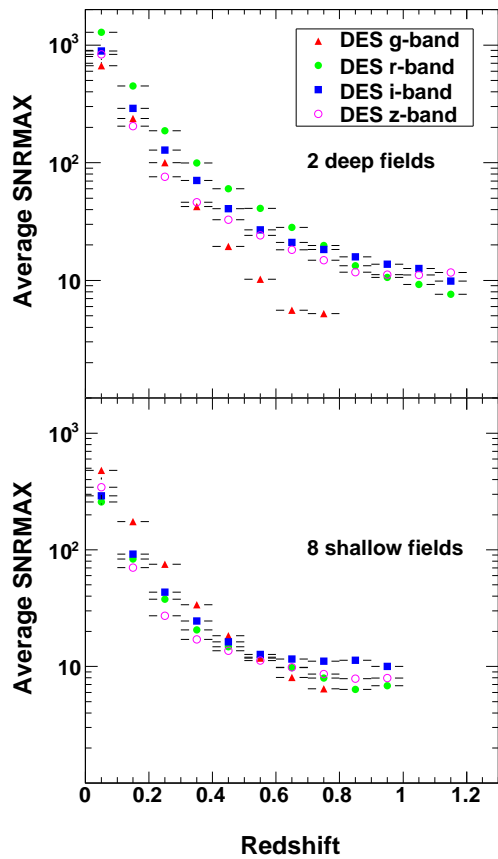 10³
10²
10
Average SNRMAX
DES g-band
DES r-band
DES i-band
DES z-band
2 deep fields
10³
10²
10
Average SNRMAX
8 shallow fields
0 0.2 0.4 0.6 0.8 1 1.2
Redshift